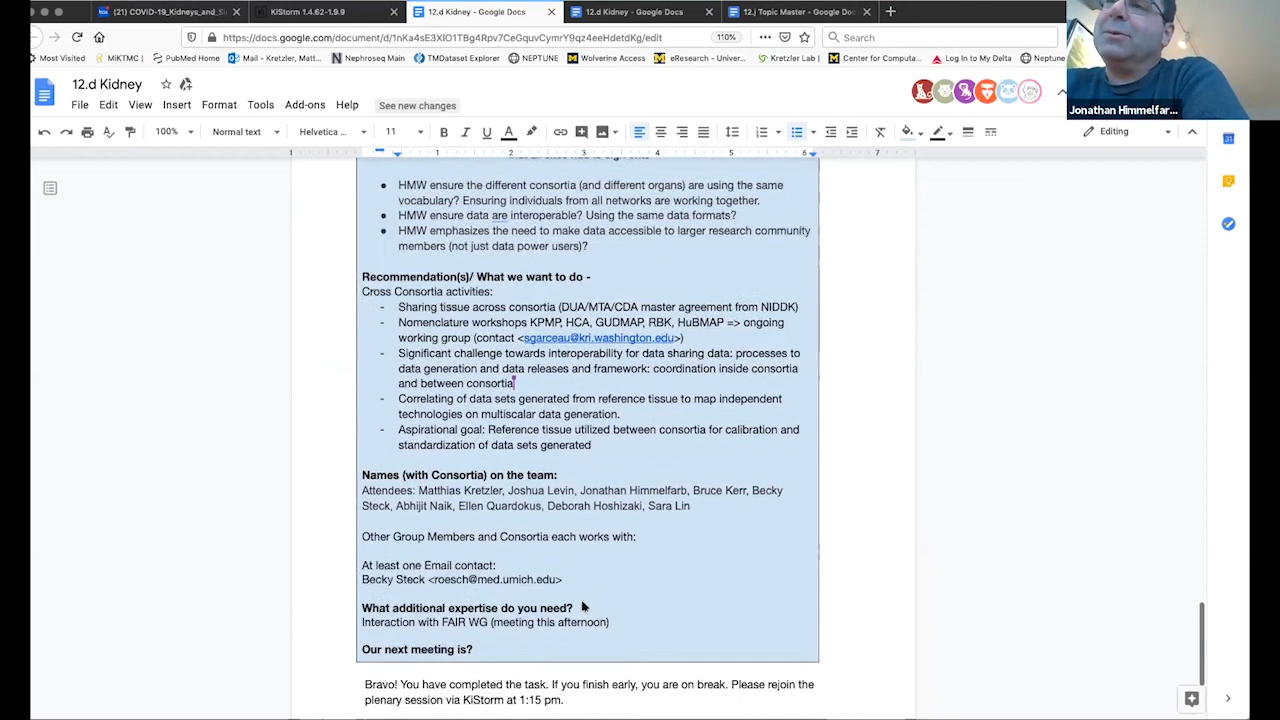 (21) COVID-19_Kidneys_and_Si
KiStorm 1.4.62-1.9.9
12.d Kidney - Google Docs
12.d Kidney - Google Docs
12.j Topic Master - Google Docs
https://docs.google.com/document/d/1nKa4sE3XIO1TBg4Rpv7CeGquvCymrY9qz4eeHdetdKg/edit
110%
Search
Most Visited
MiKTMC
PubMed Home
Mail - Kretzler, Matt
Nephroseq Main
TMDataset Explorer
NEPTUNE
Wolverine Access
eResearch - Univer...
Kretzler Lab
Center for Computa...
Log In to My Delta
Neptune
12.d Kidney
File Edit View Insert Format Tools Add-ons Help See new changes
Jonathan Himmelfar...
100% Normal text Helvetica ... 11 Editing
1 1 2 3 4 5 6 7
HMW ensure the different consortia (and different organs) are using the same
vocabulary? Ensuring individuals from all networks are working together.
HMW ensure data are interoperable? Using the same data formats?
HMW emphasizes the need to make data accessible to larger research community
members (not just data power users)?
Recommendation(s)/ What we want to do -
Cross Consortia activities:
- Sharing tissue across consortia (DUA/MTA/CDA master agreement from NIDDK)
- Nomenclature workshops KPMP, HCA, GUDMAP, RBK, HuBMAP => ongoing
working group (contact <sgarceau@kri.washington.edu>)
- Significant challenge towards interoperability for data sharing data: processes to
data generation and data releases and framework: coordination inside consortia
and between consortia
- Correlating of data sets generated from reference tissue to map independent
technologies on multiscalar data generation.
- Aspirational goal: Reference tissue utilized between consortia for calibration and
standardization of data sets generated
Names (with Consortia) on the team:
Attendees: Matthias Kretzler, Joshua Levin, Jonathan Himmelfarb, Bruce Kerr, Becky
Steck, Abhijit Naik, Ellen Quardokus, Deborah Hoshizaki, Sara Lin
Other Group Members and Consortia each works with:
At least one Email contact:
Becky Steck <roesch@med.umich.edu>
What additional expertise do you need?
Interaction with FAIR WG (meeting this afternoon)
Our next meeting is?
Bravo! You have completed the task. If you finish early, you are on break. Please rejoin the
plenary session via KiStorm at 1:15 pm.